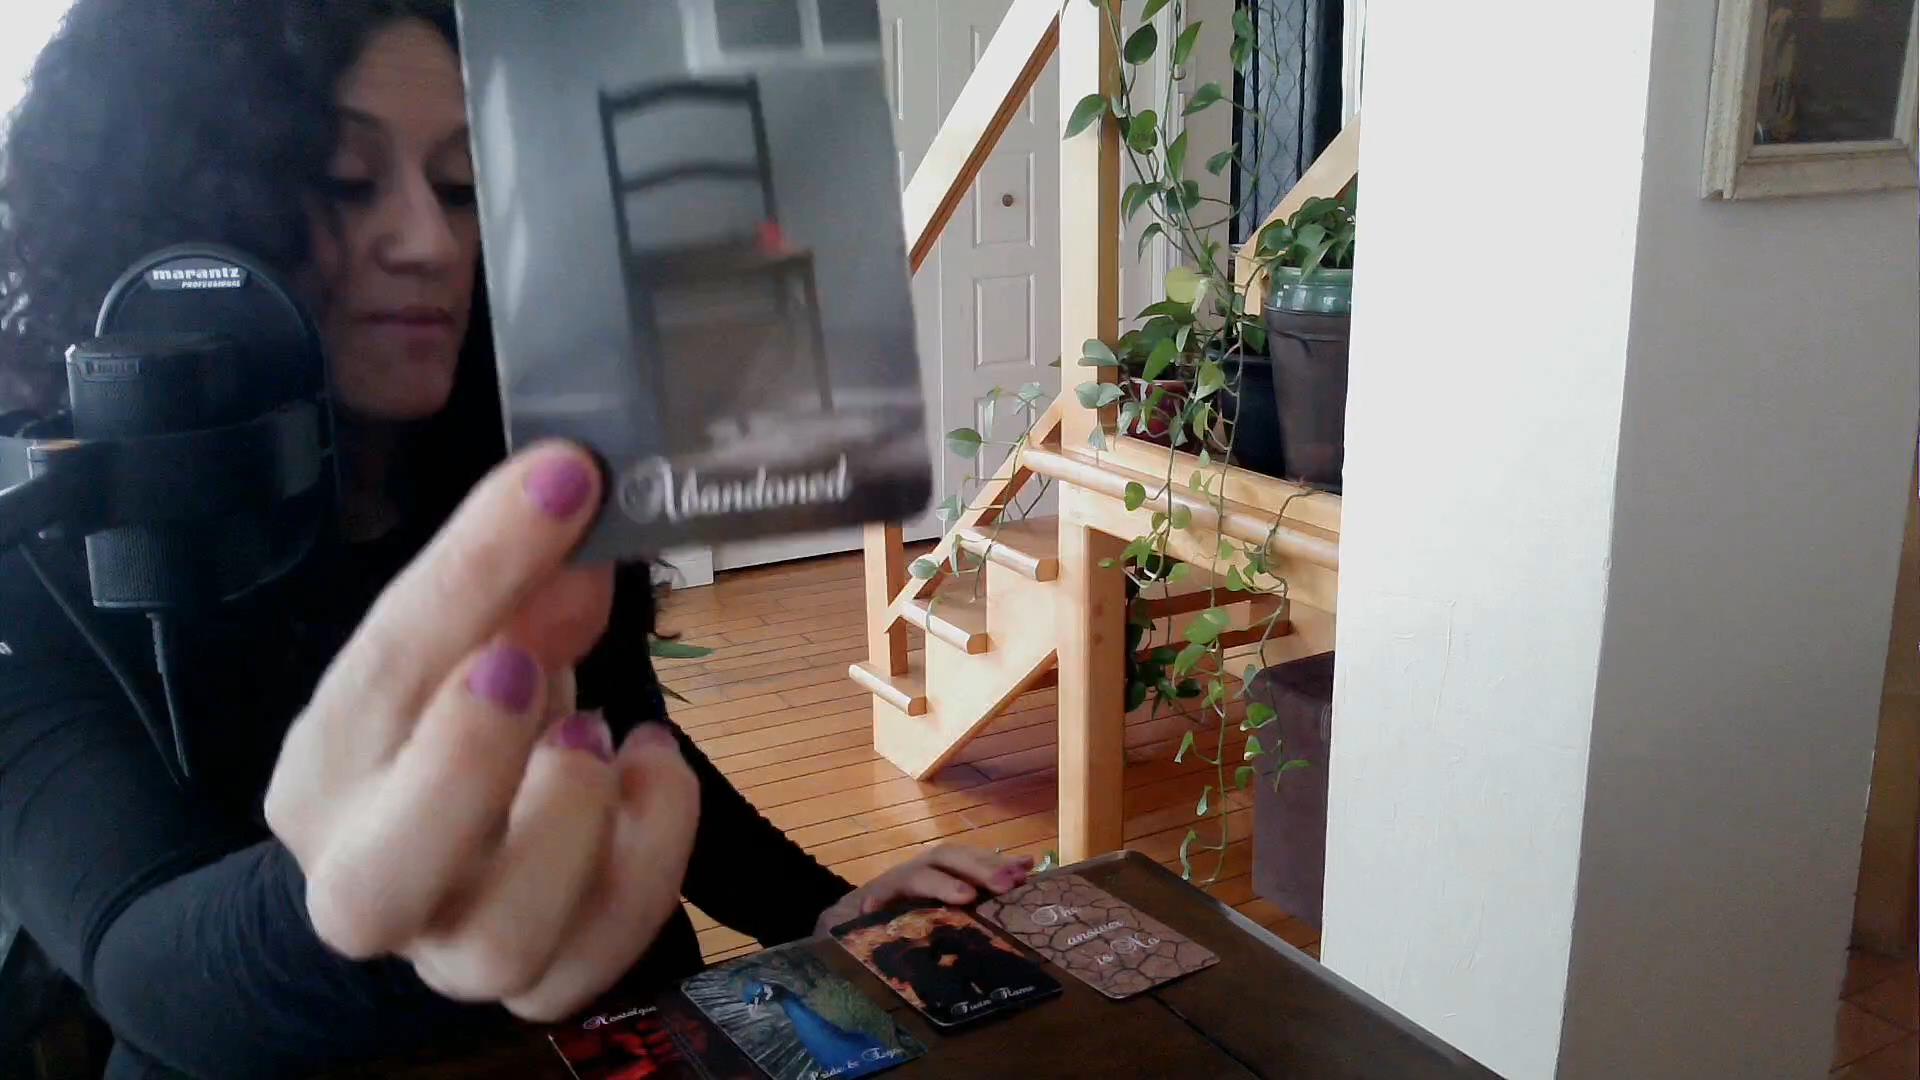 marantz
PROFESSIONAL
Abandoned
The
answer
is No
Twin Flame
Pride & Ego
Nostalgia